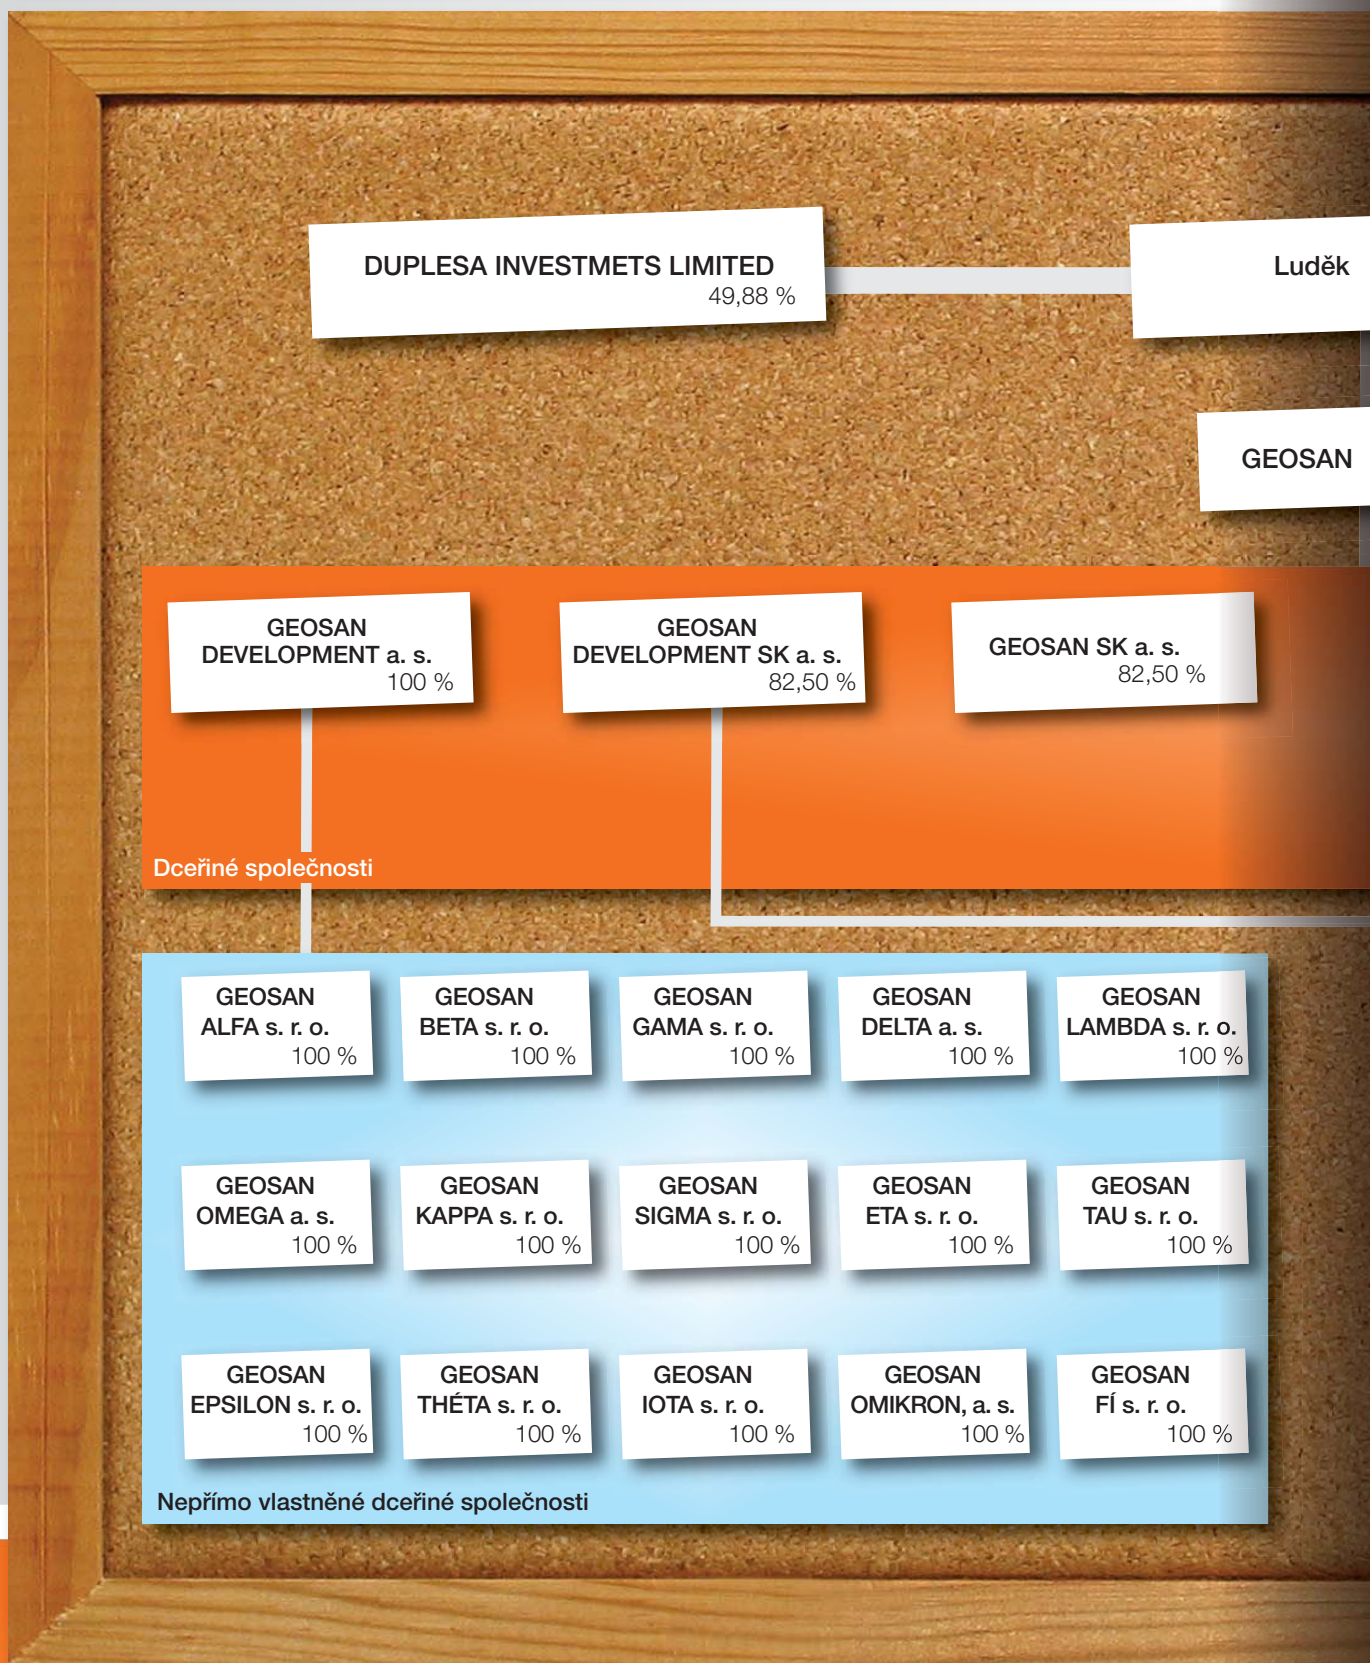 DUPLESA INVESTMETS LIMITED
49,88 %
Luděk
GEOSAN
GEOSAN
DEVELOPMENT a. s.
100 %
GEOSAN
DEVELOPMENT SK a. s.
82,50 %
GEOSAN SK a. s.
82,50 %
Dceřiné společnosti
GEOSAN
ALFA s. r. o.
100 %
GEOSAN
BETA s. r. o.
100 %
GEOSAN
GAMA s. r. o.
100 %
GEOSAN
DELTA a. s.
100 %
GEOSAN
LAMBDA s. r. o.
100 %
GEOSAN
OMEGA a. s.
100 %
GEOSAN
KAPPA s. r. o.
100 %
GEOSAN
SIGMA s. r. o.
100 %
GEOSAN
ETA s. r. o.
100 %
GEOSAN
TAU s. r. o.
100 %
GEOSAN
EPSILON s. r. o.
100 %
GEOSAN
THÉTA s. r. o.
100 %
GEOSAN
IOTA s. r. o.
100 %
GEOSAN
OMIKRON, a. s.
100 %
GEOSAN
FÍ s. r. o.
100 %
Nepřímo vlastněné dceřiné společnosti